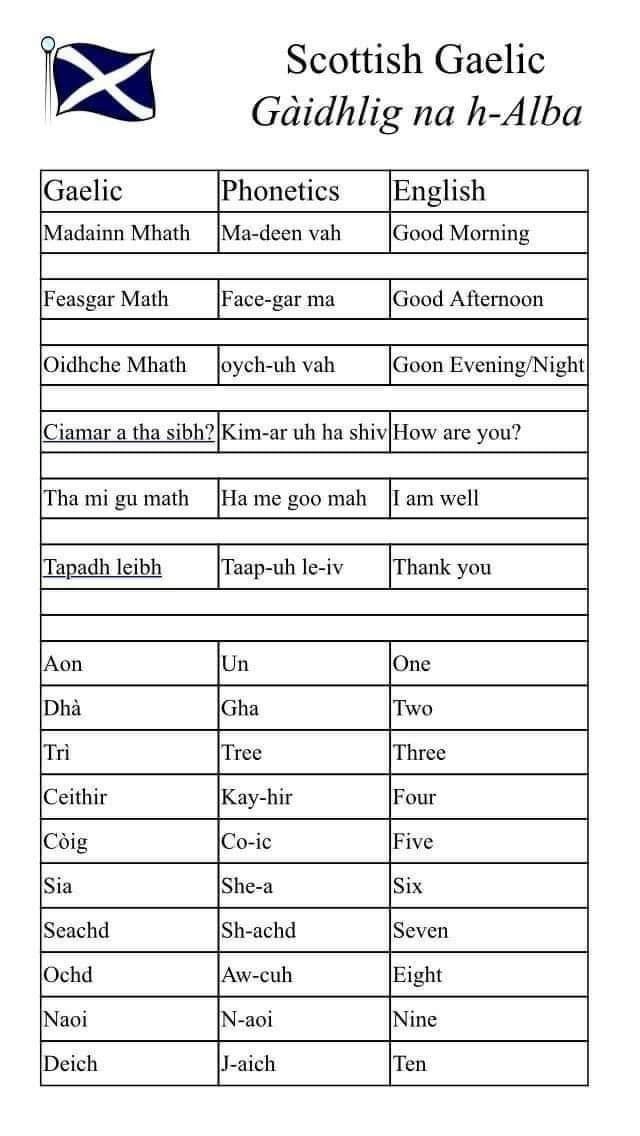 Scottish Gaelic
Gàidhlig na h-Alba
Gaelic Phonetics English
Madainn Mhath Ma-deen vah Good Morning
Feasgar Math Face-gar ma Good Afternoon
Oidhche Mhath oych-uh vah Goon Evening/Night
Ciamar a tha sibh? Kim-ar uh ha shiv How are you?
Tha mi gu math Ha me goo mah I am well
Tapadh leibh Taap-uh le-iv Thank you
Aon Un One
Dhà Gha Two
Trì Tree Three
Ceithir Kay-hir Four
Còig Co-ic Five
Sia She-a Six
Seachd Sh-achd Seven
Ochd Aw-cuh Eight
Naoi N-aoi Nine
Deich J-aich Ten